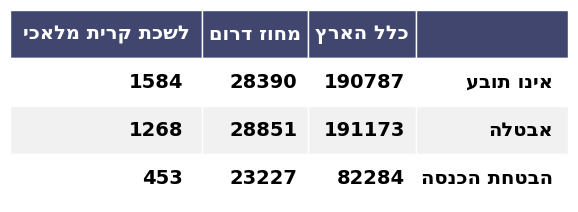 כלל הארץ מחוז דרום לשכת קרית מלאכי
אינו תובע 190787 28390 1584
אבטלה 191173 28851 1268
הבטחת הכנסה 82284 23227 453